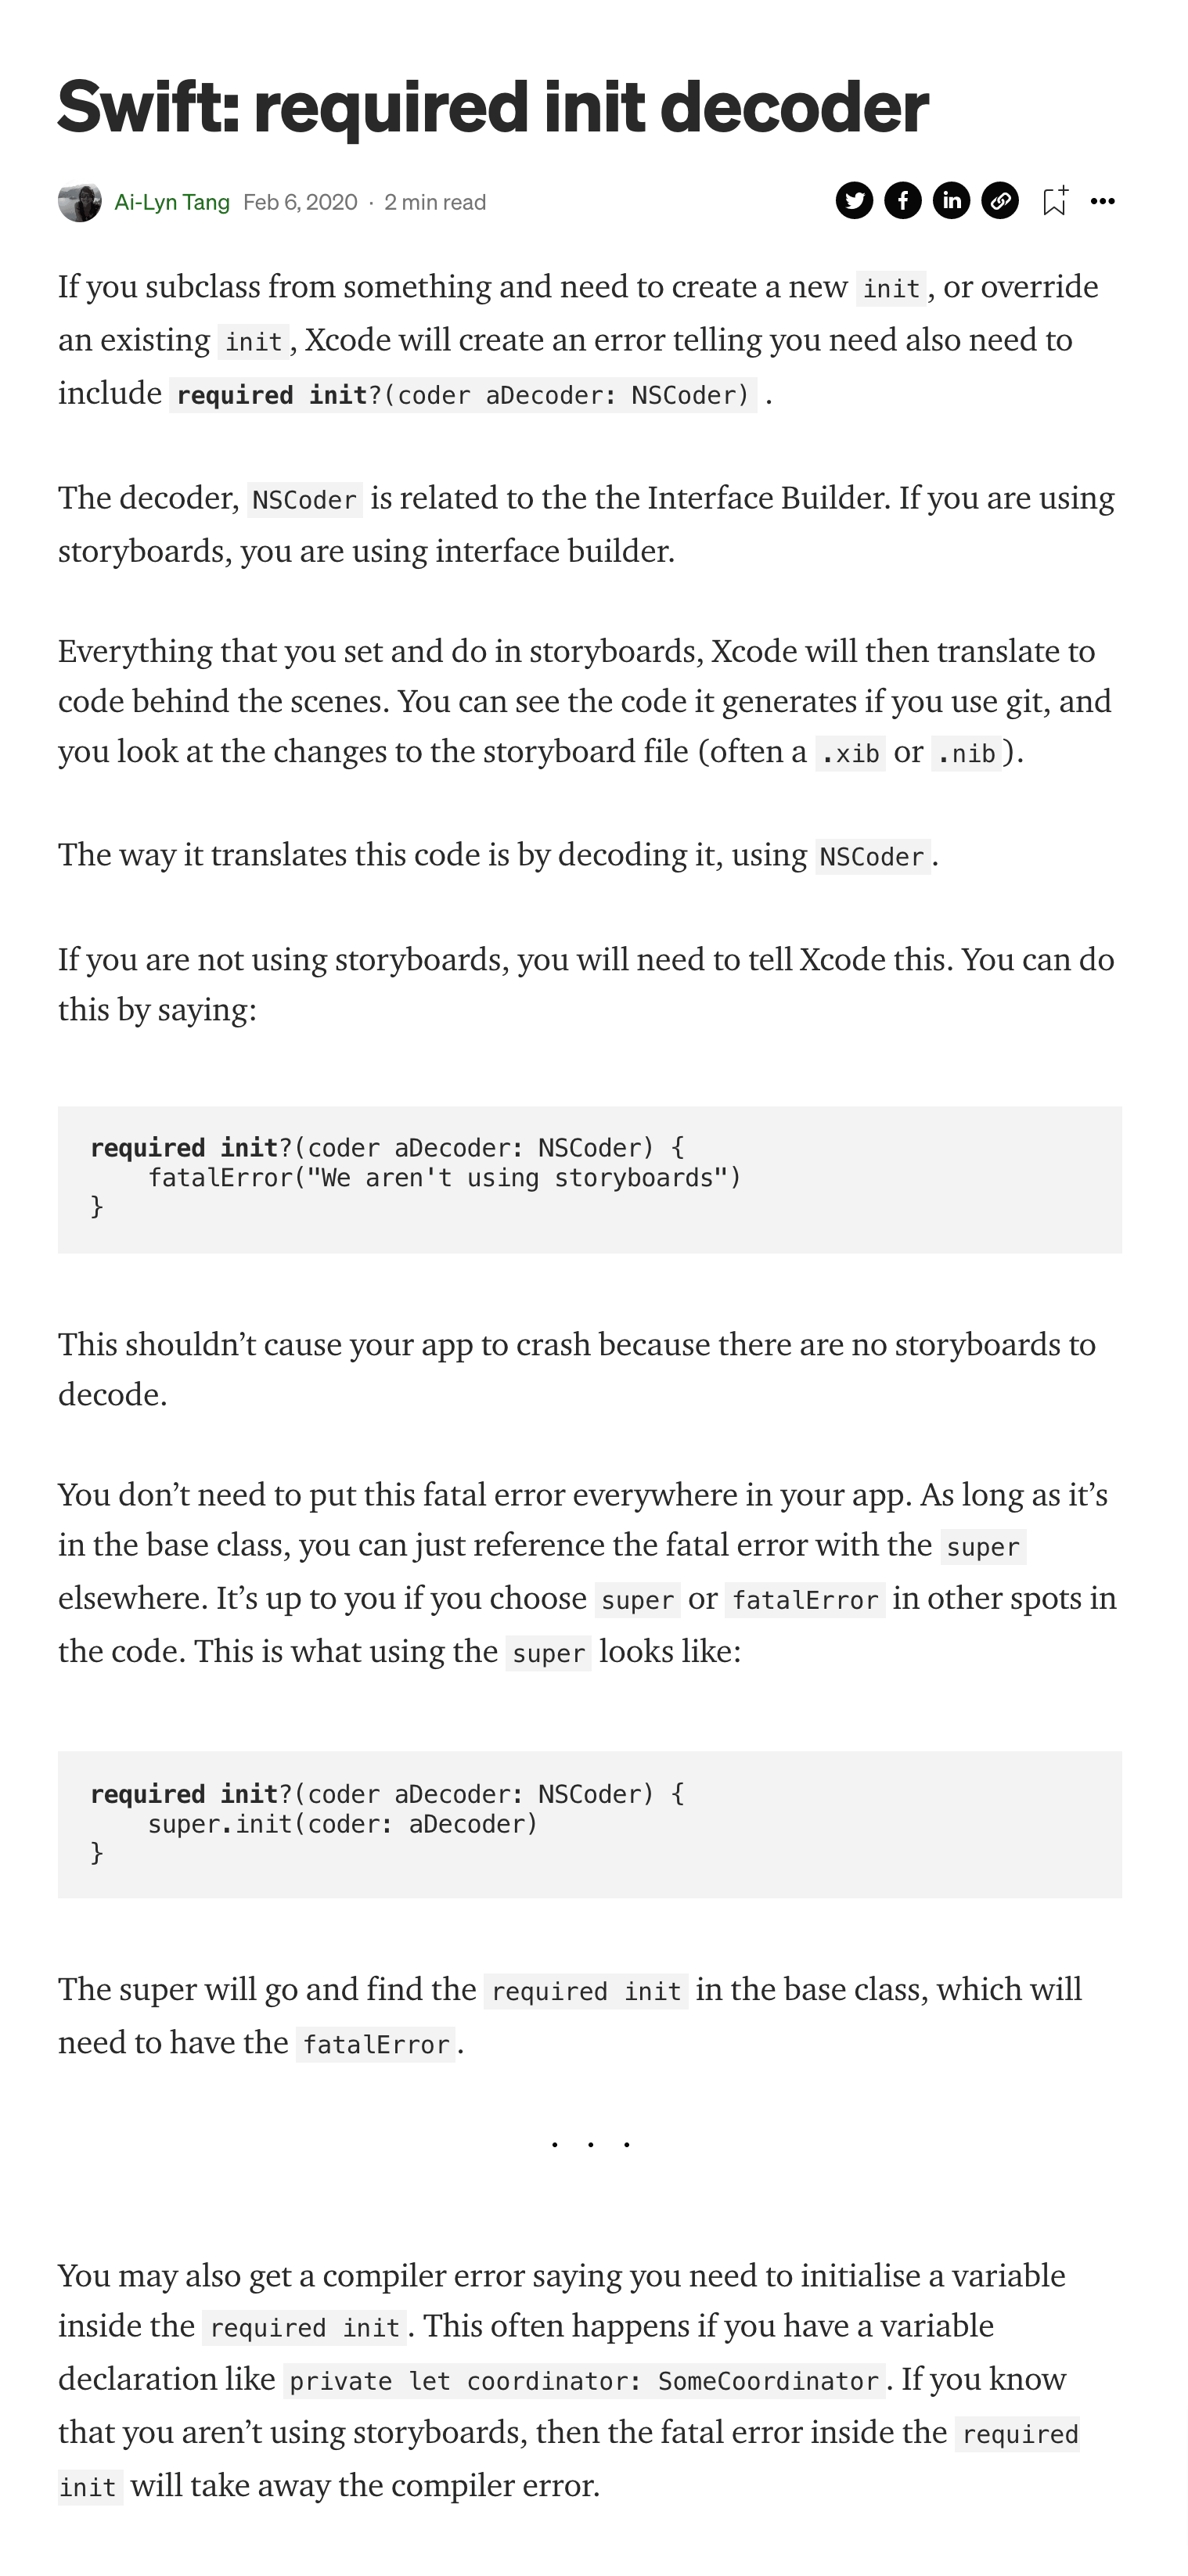 Swift: required init decoder
Ai-Lyn Tang Feb 6, 2020 · 2 min read
If you subclass from something and need to create a new init, or override
an existing init, Xcode will create an error telling you need also need to
include required init?(coder aDecoder: NSCoder) .
The decoder, NSCoder is related to the the Interface Builder. If you are using
storyboards, you are using interface builder.
Everything that you set and do in storyboards, Xcode will then translate to
code behind the scenes. You can see the code it generates if you use git, and
you look at the changes to the storyboard file (often a .xib or .nib).
The way it translates this code is by decoding it, using NSCoder.
If you are not using storyboards, you will need to tell Xcode this. You can do
this by saying:
required init?(coder aDecoder: NSCoder) {
    fatalError("We aren't using storyboards")
}
This shouldn’t cause your app to crash because there are no storyboards to
decode.
You don’t need to put this fatal error everywhere in your app. As long as it’s
in the base class, you can just reference the fatal error with the super
elsewhere. It’s up to you if you choose super or fatalError in other spots in
the code. This is what using the super looks like:
required init?(coder aDecoder: NSCoder) {
    super.init(coder: aDecoder)
}
The super will go and find the required init in the base class, which will
need to have the fatalError.
. . .
You may also get a compiler error saying you need to initialise a variable
inside the required init. This often happens if you have a variable
declaration like private let coordinator: SomeCoordinator. If you know
that you aren’t using storyboards, then the fatal error inside the required
init will take away the compiler error.